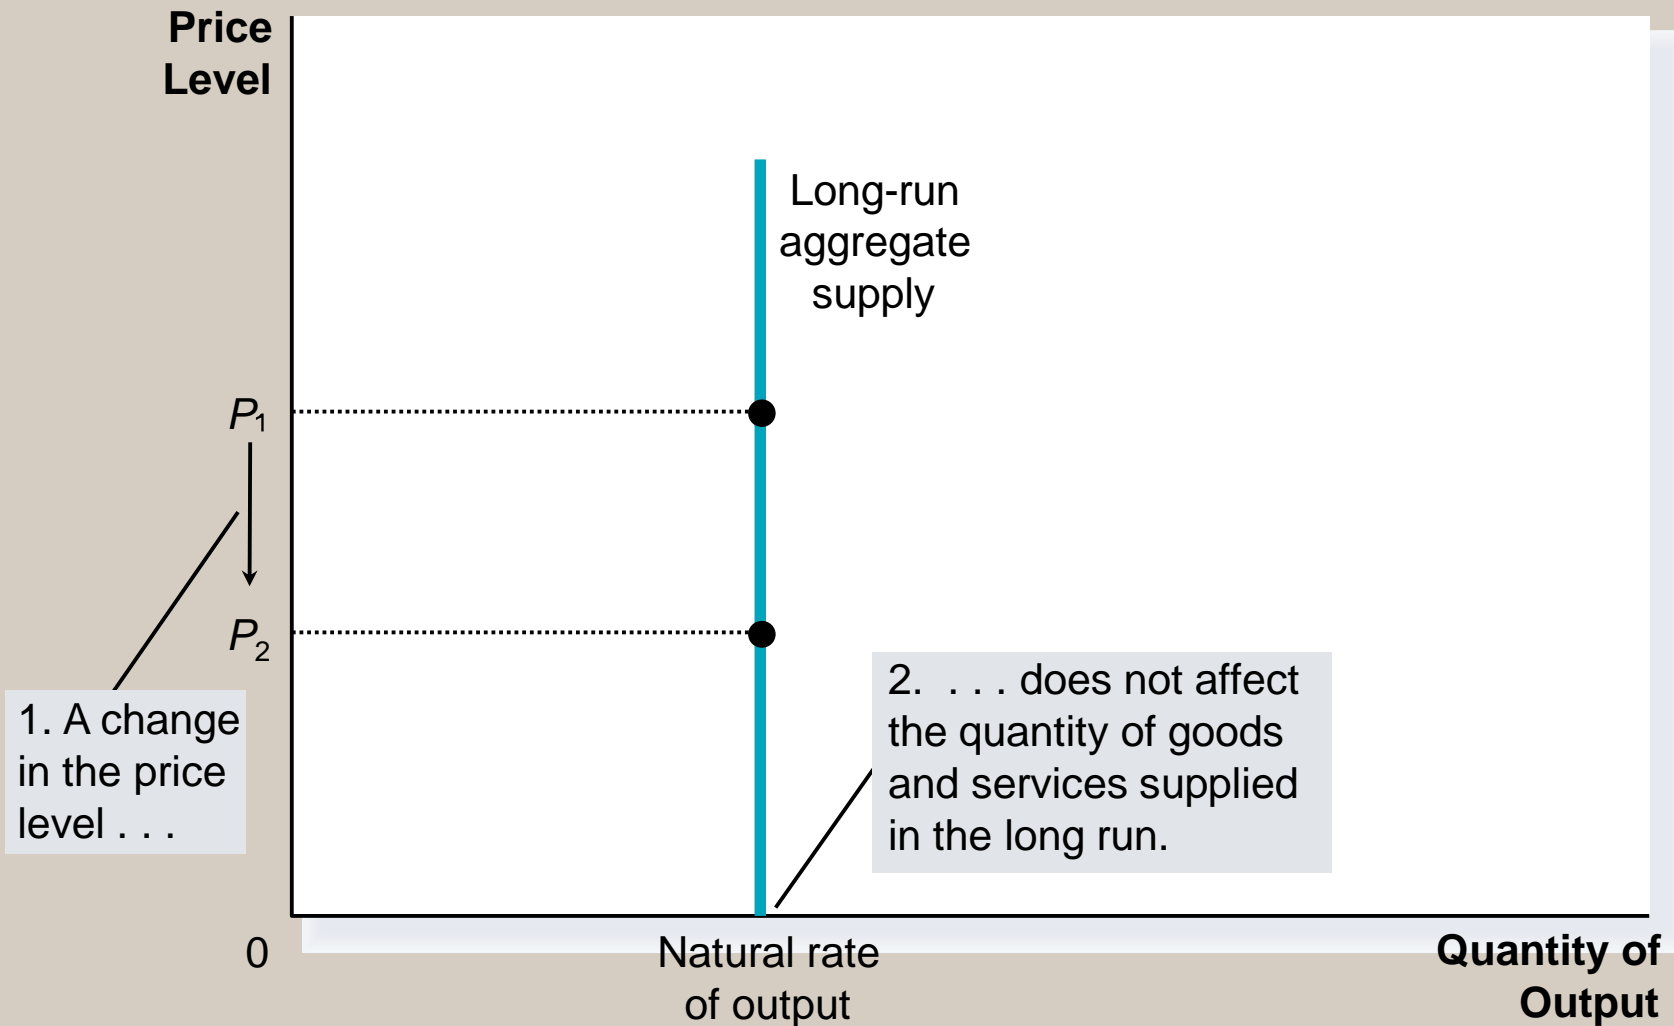 Price
Level
Long-run
aggregate
supply
P1
P2
1. A change
in the price
level . . .
2. . . . does not affect
the quantity of goods
and services supplied
in the long run.
0
Natural rate
of output
Quantity of
Output